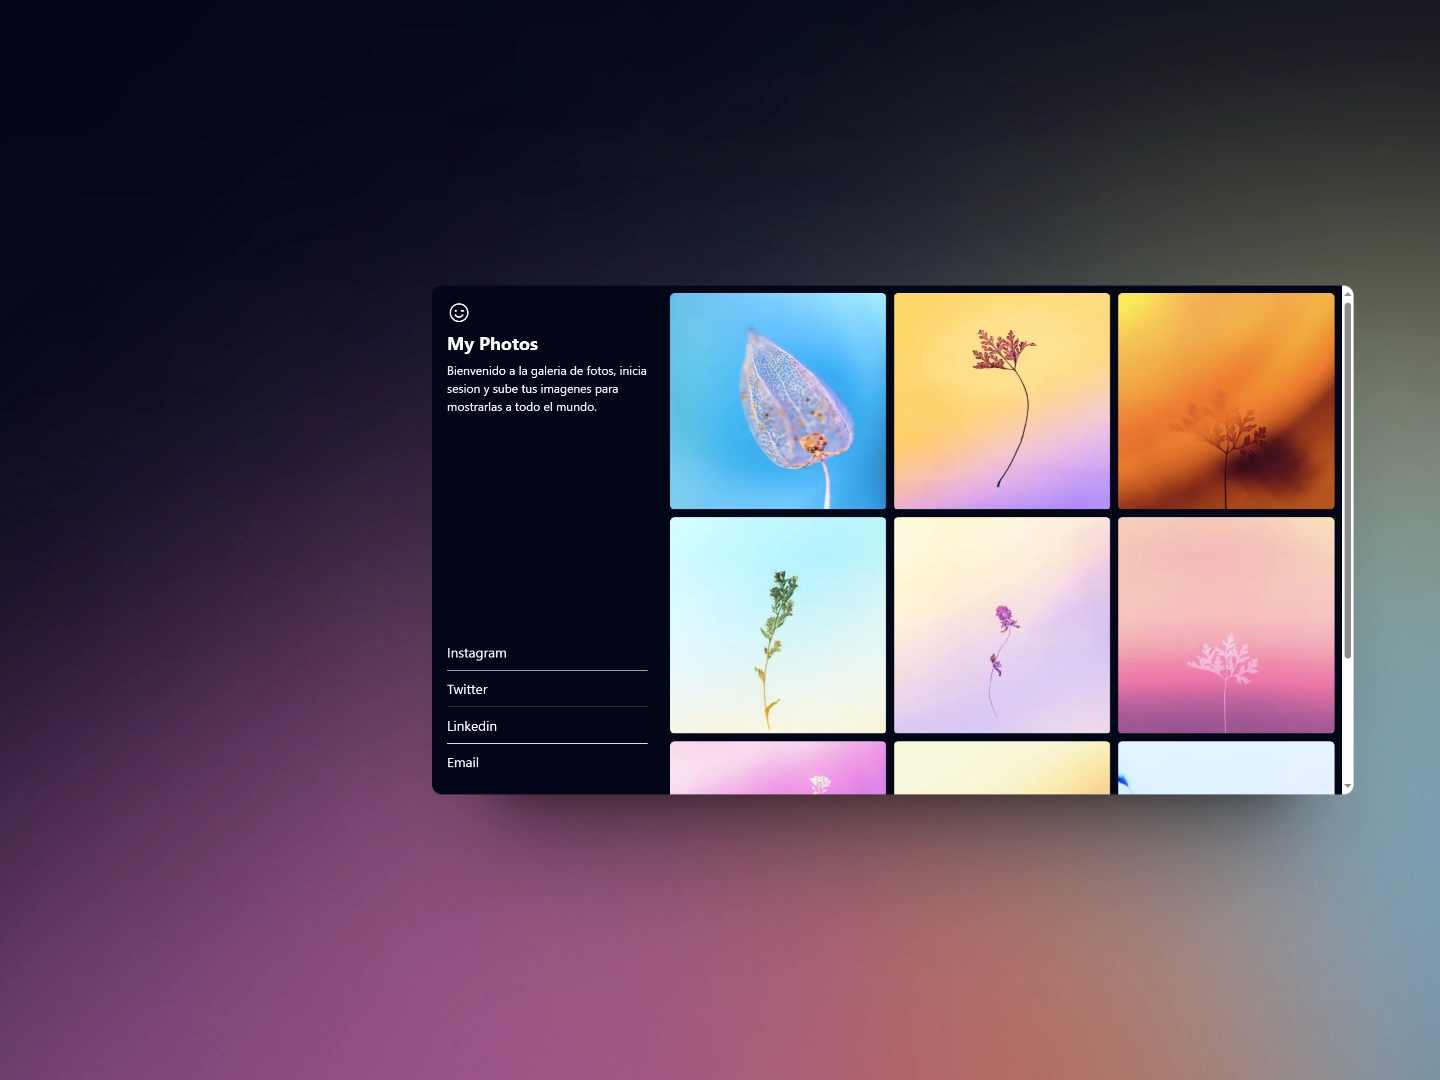 My Photos
Bienvenido a la galeria de fotos, inicia
sesion y sube tus imagenes para
mostrarlas a todo el mundo.
Instagram
Twitter
Linkedin
Email